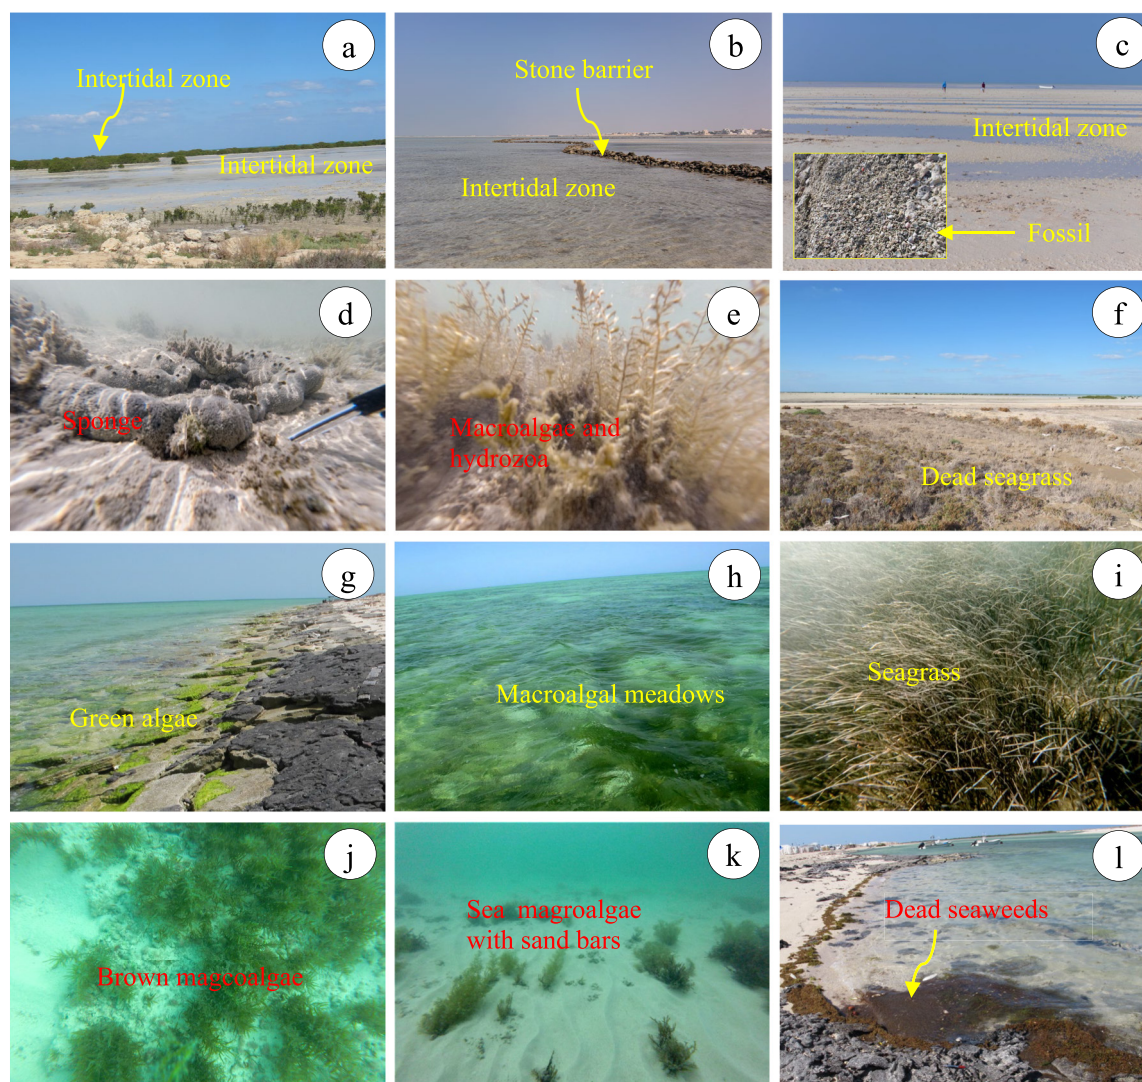 a
Intertidal zone
Intertidal zone
b
Stone barrier
Intertidal zone
c
Intertidal zone
Fossil
d
Sponge
e
Macroalgae and
hydrozoa
f
Dead seagrass
g
Green algae
h
Macroalgal meadows
i
Seagrass
j
Brown magcoalgae
k
Sea magroalgae
with sand bars
l
Dead seaweeds